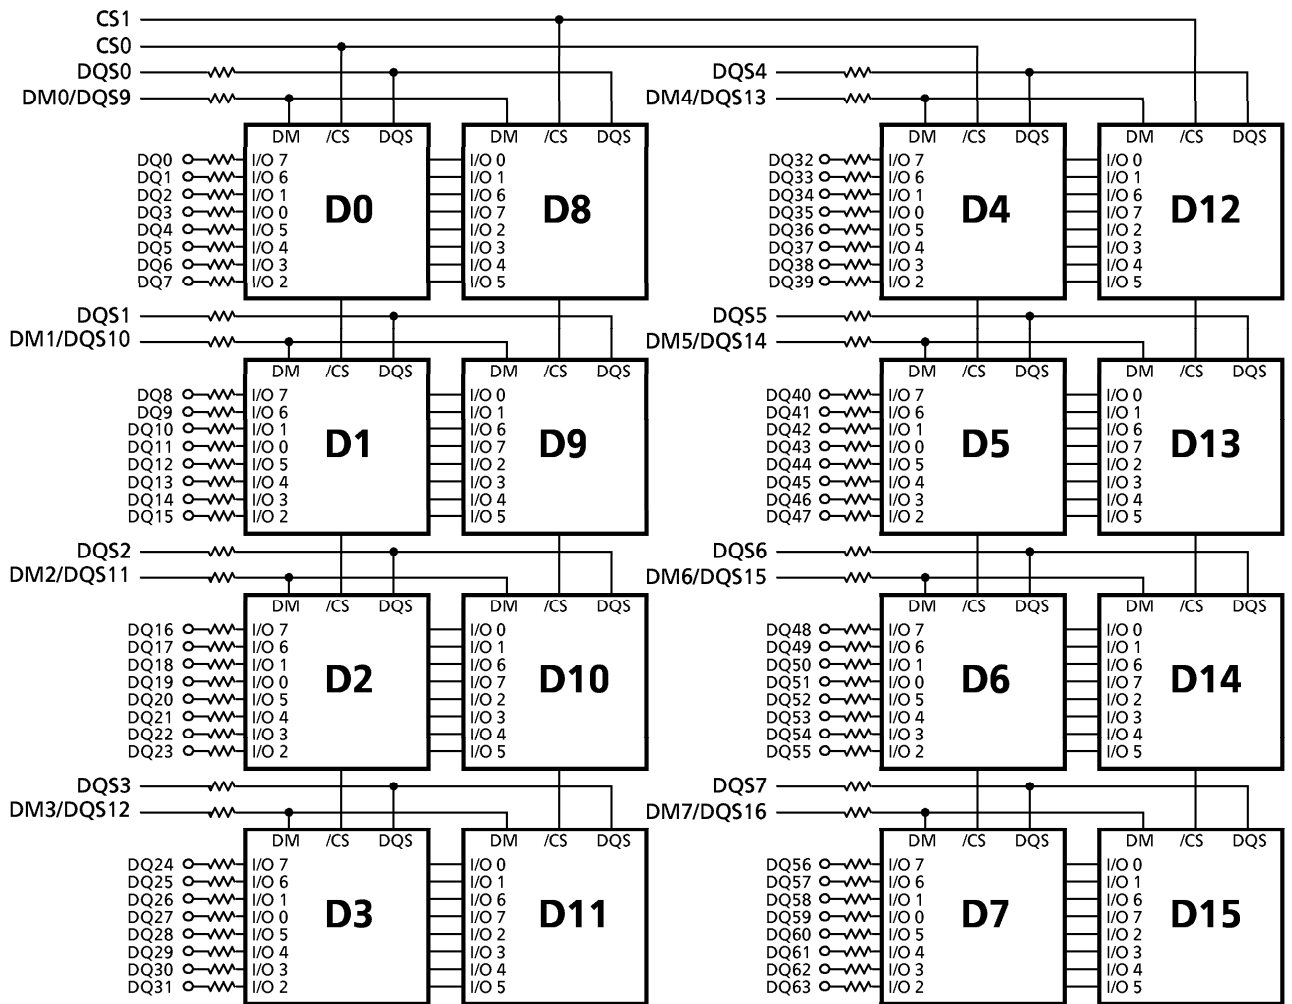 CS1
CS0
DQS0
DM0/DQS9
DQS4
DM4/DQS13
DM /CS DQS DM /CS DQS DM /CS DQS DM /CS DQS
DQ0 I/O 7 I/O 0 DQ32 I/O 7 I/O 0
DQ1 I/O 6 I/O 1 DQ33 I/O 6 I/O 1
DQ2 I/O 1 I/O 6 DQ34 I/O 1 I/O 6
DQ3 I/O 0 I/O 7 DQ35 I/O 0 I/O 7
D0 D8 D4 D12
DQ4 I/O 5 I/O 2 DQ36 I/O 5 I/O 2
DQ5 I/O 4 I/O 3 DQ37 I/O 4 I/O 3
DQ6 I/O 3 I/O 4 DQ38 I/O 3 I/O 4
DQ7 I/O 2 I/O 5 DQ39 I/O 2 I/O 5
DQS1
DM1/DQS10
DQS5
DM5/DQS14
DM /CS DQS DM /CS DQS DM /CS DQS DM /CS DQS
DQ8 I/O 7 I/O 0 DQ40 I/O 7 I/O 0
DQ9 I/O 6 I/O 1 DQ41 I/O 6 I/O 1
DQ10 I/O 1 I/O 6 DQ42 I/O 1 I/O 6
DQ11 I/O 0 I/O 7 DQ43 I/O 0 I/O 7
D1 D9 D5 D13
DQ12 I/O 5 I/O 2 DQ44 I/O 5 I/O 2
DQ13 I/O 4 I/O 3 DQ45 I/O 4 I/O 3
DQ14 I/O 3 I/O 4 DQ46 I/O 3 I/O 4
DQ15 I/O 2 I/O 5 DQ47 I/O 2 I/O 5
DQS2
DM2/DQS11
DQS6
DM6/DQS15
DM /CS DQS DM /CS DQS DM /CS DQS DM /CS DQS
DQ16 I/O 7 I/O 0 DQ48 I/O 7 I/O 0
DQ17 I/O 6 I/O 1 DQ49 I/O 6 I/O 1
DQ18 I/O 1 I/O 6 DQ50 I/O 1 I/O 6
DQ19 I/O 0 I/O 7 DQ51 I/O 0 I/O 7
D2 D10 D6 D14
DQ20 I/O 5 I/O 2 DQ52 I/O 5 I/O 2
DQ21 I/O 4 I/O 3 DQ53 I/O 4 I/O 3
DQ22 I/O 3 I/O 4 DQ54 I/O 3 I/O 4
DQ23 I/O 2 I/O 5 DQ55 I/O 2 I/O 5
DQS3
DM3/DQS12
DQS7
DM7/DQS16
DM /CS DQS DM /CS DQS DM /CS DQS DM /CS DQS
DQ24 I/O 7 I/O 0 DQ56 I/O 7 I/O 0
DQ25 I/O 6 I/O 1 DQ57 I/O 6 I/O 1
DQ26 I/O 1 I/O 6 DQ58 I/O 1 I/O 6
DQ27 I/O 0 I/O 7 DQ59 I/O 0 I/O 7
D3 D11 D7 D15
DQ28 I/O 5 I/O 2 DQ60 I/O 5 I/O 2
DQ29 I/O 4 I/O 3 DQ61 I/O 4 I/O 3
DQ30 I/O 3 I/O 4 DQ62 I/O 3 I/O 4
DQ31 I/O 2 I/O 5 DQ63 I/O 2 I/O 5